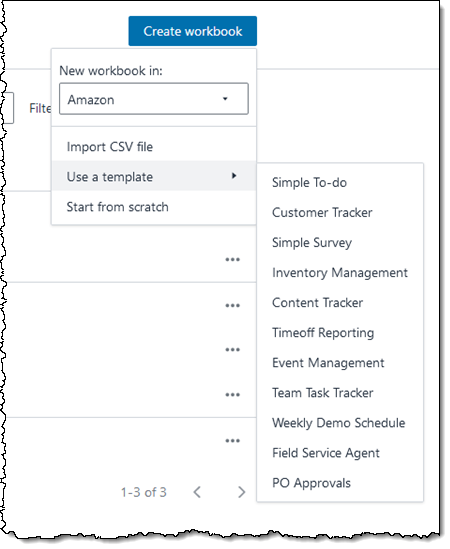 Create workbook
New workbook in:
Amazon
Filte
Import CSV file
Use a template
Start from scratch
Simple To-do
Customer Tracker
Simple Survey
Inventory Management
Content Tracker
Timeoff Reporting
Event Management
Team Task Tracker
Weekly Demo Schedule
Field Service Agent
PO Approvals
1-3 of 3